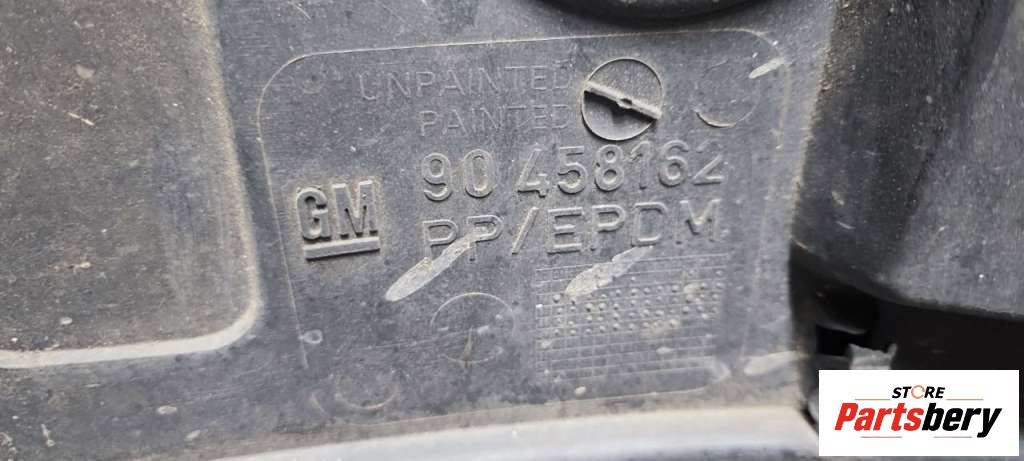 UNPAINTED
PAINTED
90 458162
GM
PP/EPDM
STORE
Partsbery